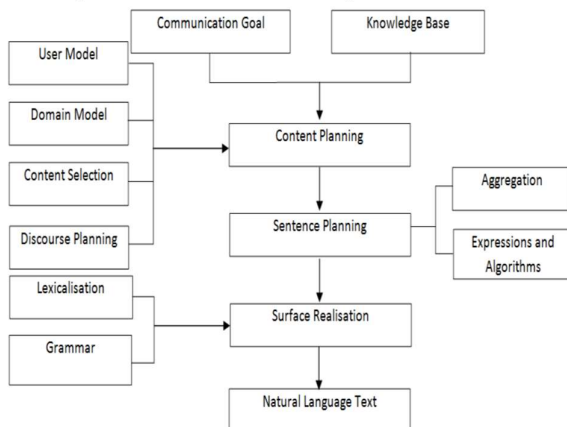 Communication Goal
Knowledge Base
User Model
Domain Model
Content Planning
Content Selection
Aggregation
Sentence Planning
Discourse Planning
Expressions and
Algorithms
Lexicalisation
Surface Realisation
Grammar
Natural Language Text